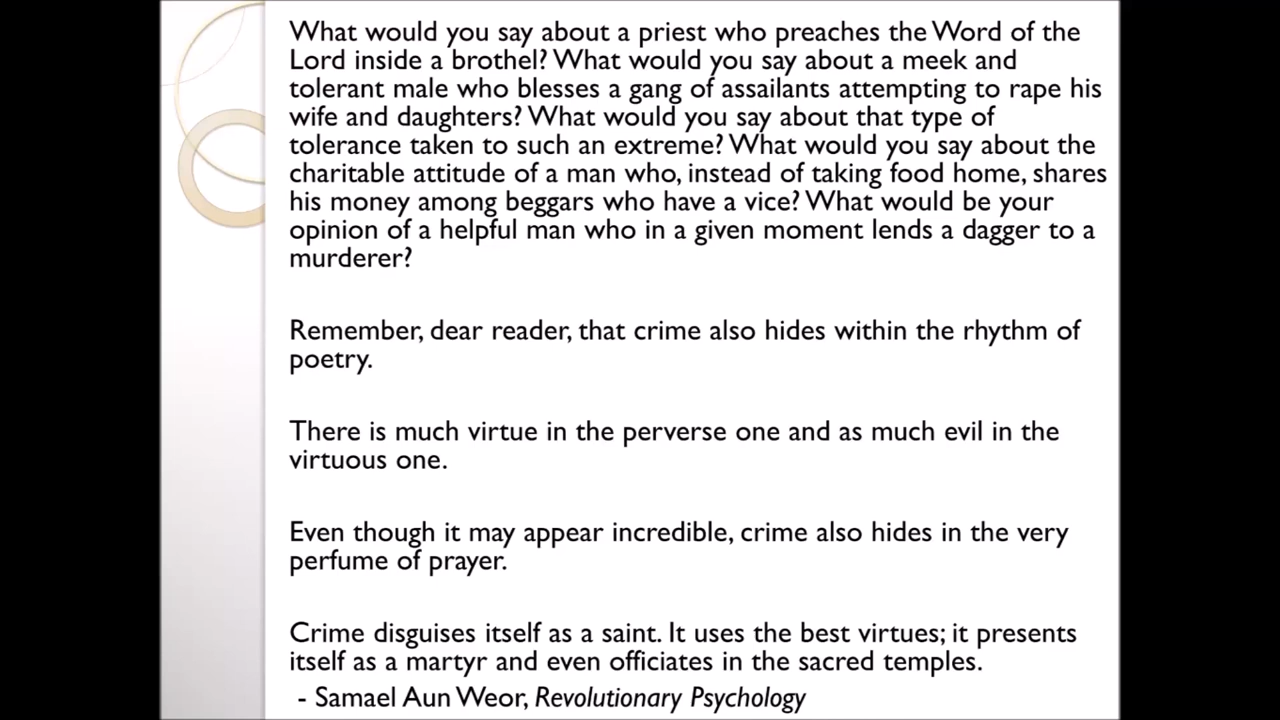 What would you say about a priest who preaches the Word of the
Lord inside a brothel? What would you say about a meek and
tolerant male who blesses a gang of assailants attempting to rape his
wife and daughters? What would you say about that type of
tolerance taken to such an extreme? What would you say about the
charitable attitude of a man who, instead of taking food home, shares
his money among beggars who have a vice? What would be your
opinion of a helpful man who in a given moment lends a dagger to a
murderer?
Remember, dear reader, that crime also hides within the rhythm of
poetry.
There is much virtue in the perverse one and as much evil in the
virtuous one.
Even though it may appear incredible, crime also hides in the very
perfume of prayer.
Crime disguises itself as a saint. It uses the best virtues; it presents
itself as a martyr and even officiates in the sacred temples.
- Samael Aun Weor, Revolutionary Psychology